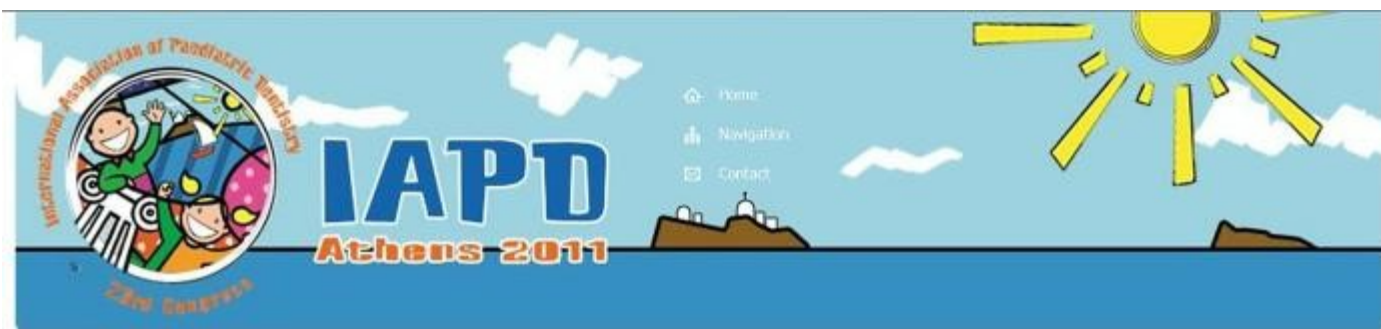 International Association of Paediatric Dentistry
IAPD
Athens 2011
23rd Congress
Home
Navigation
Contact